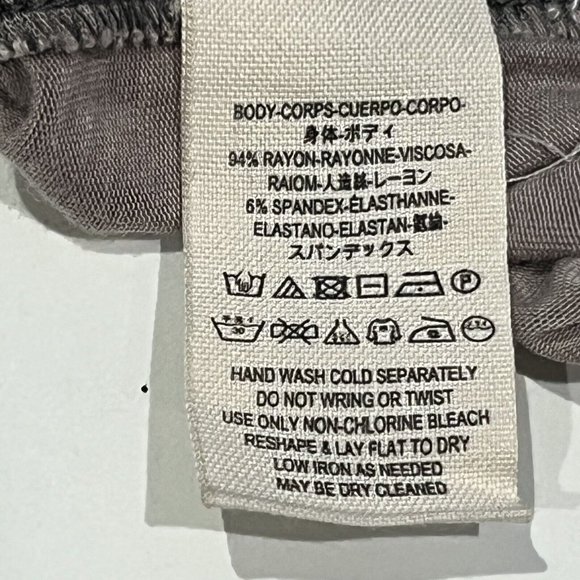 BODY-CORPS-CUERPO-CORPO-
身体-ボディ
94% RAYON-RAYONNE-VISCOSA-
RAIOM-人造絲-レーヨン
6% SPANDEX-ÉLASTHANNE-
ELASTANO-ELASTAN-氨綸-
スパンデックス
HAND WASH COLD SEPARATELY
DO NOT WRING OR TWIST
USE ONLY NON-CHLORINE BLEACH
RESHAPE & LAY FLAT TO DRY
LOW IRON AS NEEDED
MAY BE DRY CLEANED